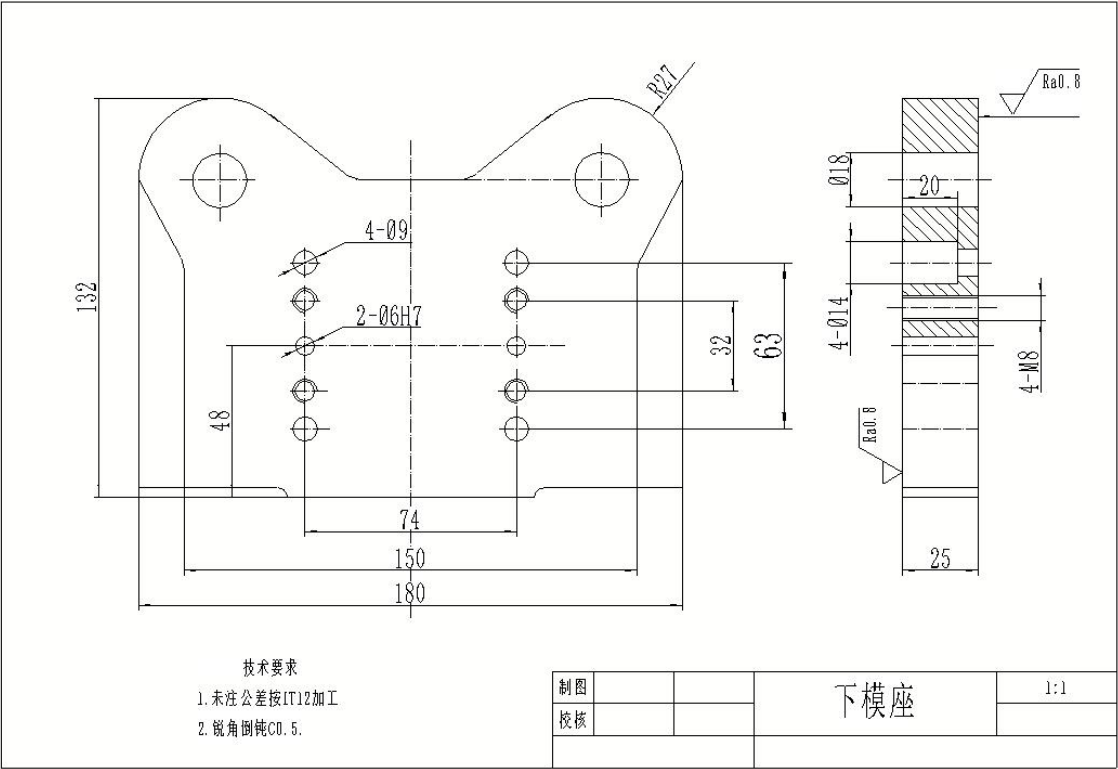 R27
Ra0.8
Ø18
20
4-Ø9
132
2-Ø6H7
32
63
4-Ø14
4-M8
48
Ra0.8
74
150
25
180
技术要求
1.未注公差按IT12加工
2.锐角倒钝C0.5.
制图
下模座
1:1
校核